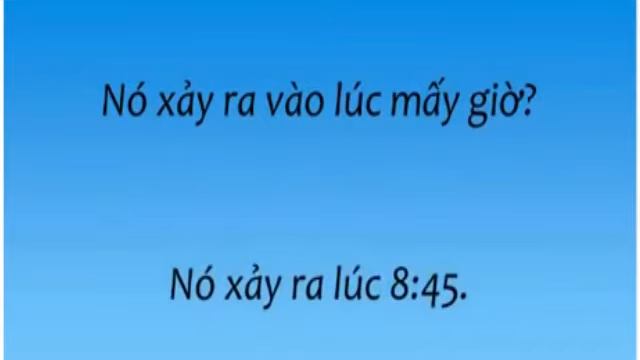 Nó xảy ra vào lúc mấy giờ?
Nó xảy ra lúc 8:45.